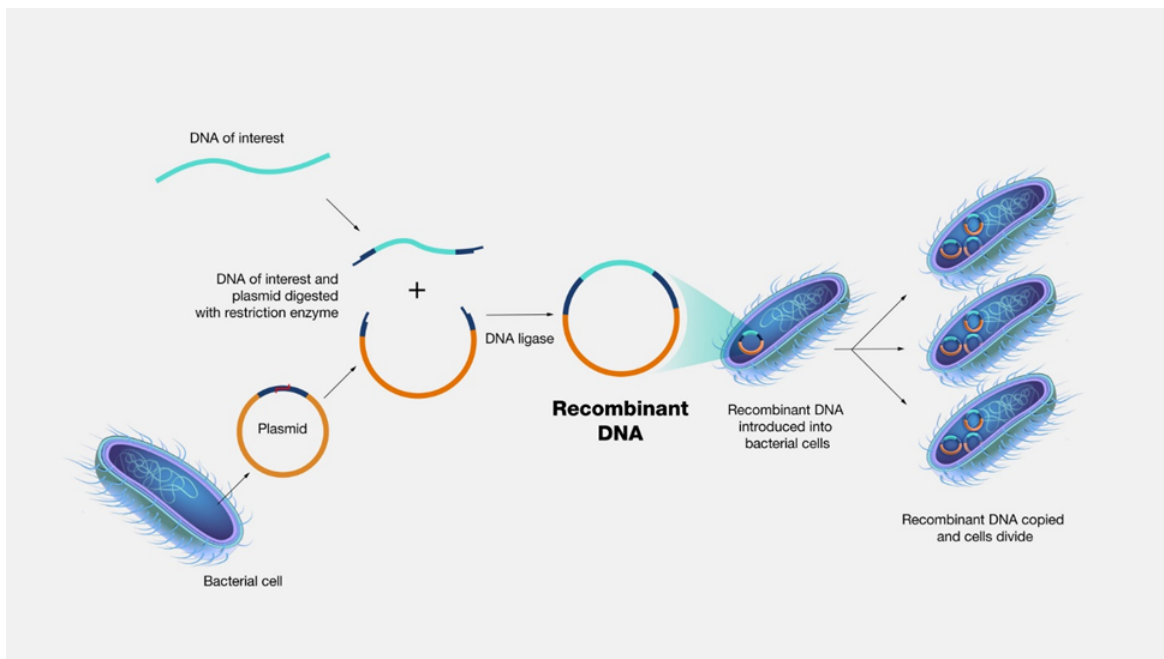 DNA of interest
DNA of interest and
plasmid digested
with restriction enzyme
DNA ligase
Plasmid
Bacterial cell
Recombinant
DNA
Recombinant DNA
introduced into
bacterial cells
Recombinant DNA copied
and cells divide